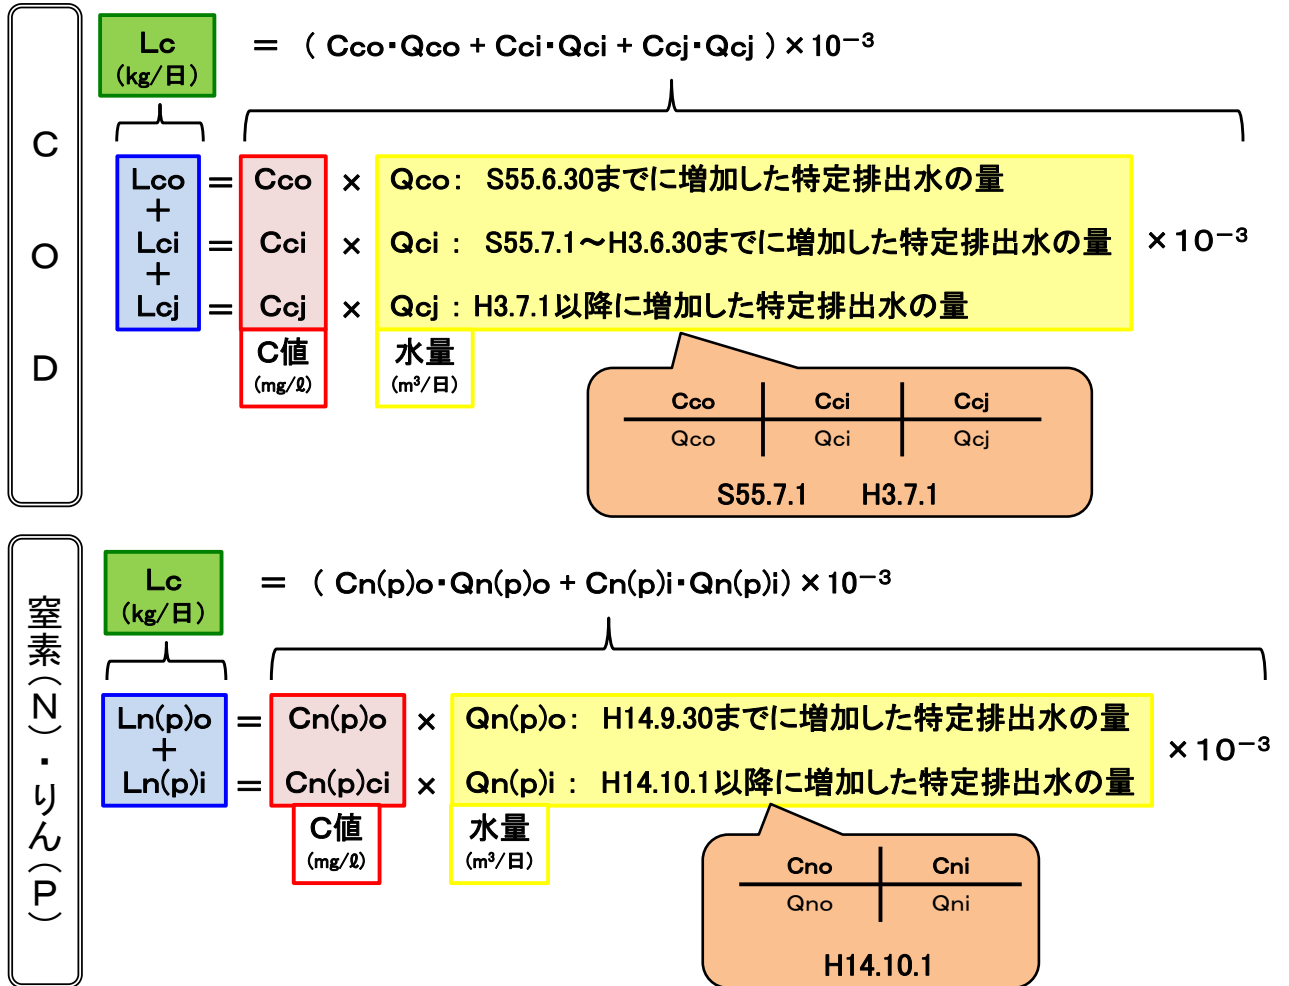 COD
Lc = ( Cco・Qco + Cci・Qci + Ccj・Qcj ) × 10⁻³
(kg/日)
Lco = Cco × Qco： S55.6.30までに増加した特定排出水の量
+
Lci = Cci × Qci： S55.7.1～H3.6.30までに増加した特定排出水の量 ×10⁻³
+
Lcj = Ccj × Qcj：H3.7.1以降に増加した特定排出水の量
C値 水量
(mg/ℓ) (m³/日)
Cco Cci Ccj
Qco Qci Qcj
S55.7.1 H3.7.1
窒素(N)・りん(P)
Lc = ( Cn(p)o・Qn(p)o + Cn(p)i・Qn(p)i) × 10⁻³
(kg/日)
Ln(p)o = Cn(p)o × Qn(p)o： H14.9.30までに増加した特定排出水の量
+ ×10⁻³
Ln(p)i = Cn(p)ci × Qn(p)i： H14.10.1以降に増加した特定排出水の量
C値 水量
(mg/ℓ) (m³/日)
Cno Cni
Qno Qni
H14.10.1